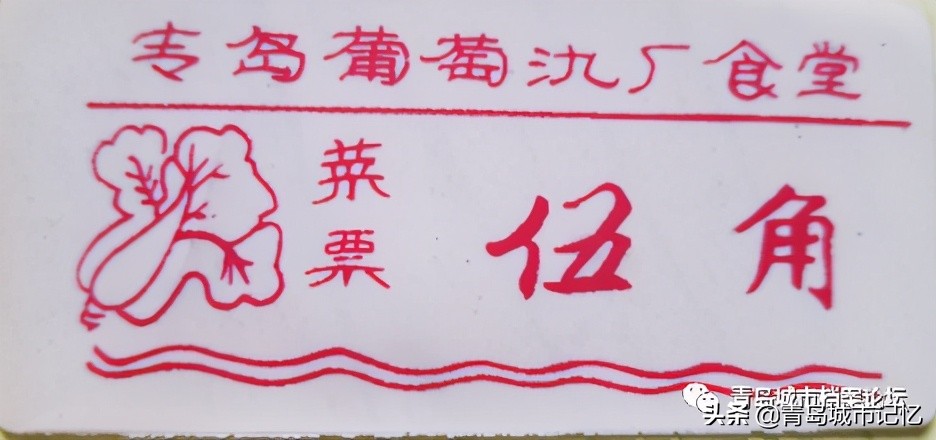 青岛葡萄氿厂食堂
菜票
伍角
青岛城市档案论坛
头条 @青岛城市记忆